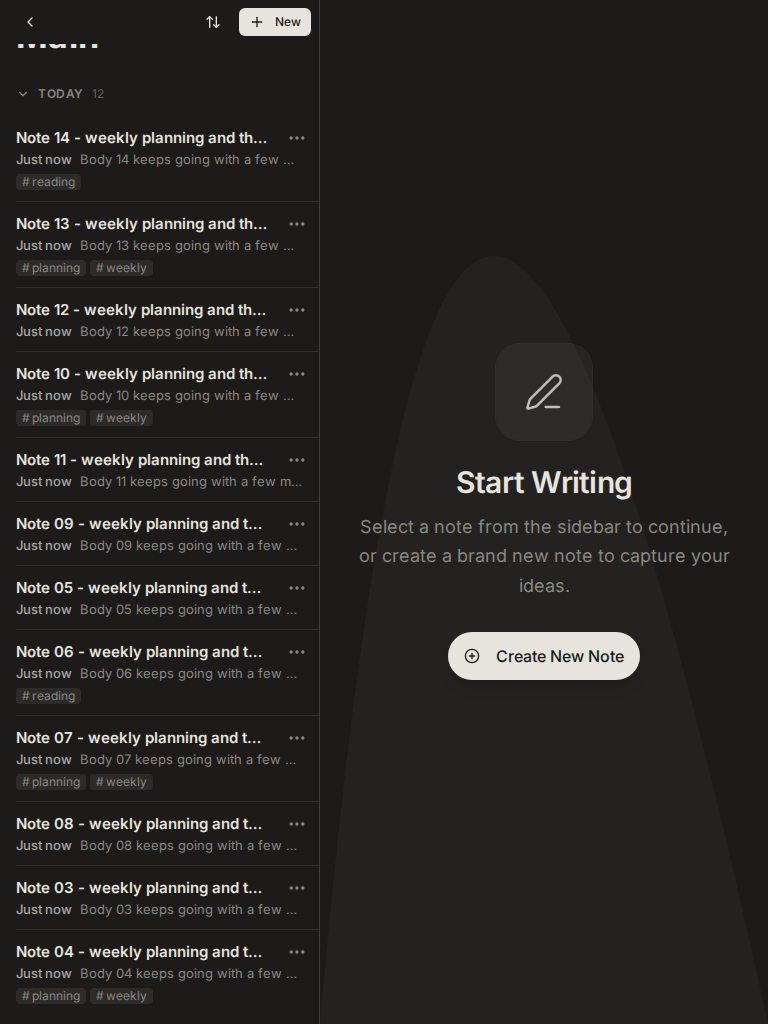 New
Main
TODAY 12
Note 14 - weekly planning and th...
Just now Body 14 keeps going with a few ...
# reading
Note 13 - weekly planning and th...
Just now Body 13 keeps going with a few ...
# planning # weekly
Note 12 - weekly planning and th...
Just now Body 12 keeps going with a few ...
Note 10 - weekly planning and th...
Just now Body 10 keeps going with a few ...
# planning # weekly
Note 11 - weekly planning and th...
Just now Body 11 keeps going with a few m...
Note 09 - weekly planning and t...
Just now Body 09 keeps going with a few ...
Note 05 - weekly planning and t...
Just now Body 05 keeps going with a few ...
Note 06 - weekly planning and t...
Just now Body 06 keeps going with a few ...
# reading
Note 07 - weekly planning and t...
Just now Body 07 keeps going with a few ...
# planning # weekly
Note 08 - weekly planning and t...
Just now Body 08 keeps going with a few ...
Note 03 - weekly planning and t...
Just now Body 03 keeps going with a few ...
Note 04 - weekly planning and t...
Just now Body 04 keeps going with a few ...
# planning # weekly
Start Writing
Select a note from the sidebar to continue,
or create a brand new note to capture your
ideas.
Create New Note